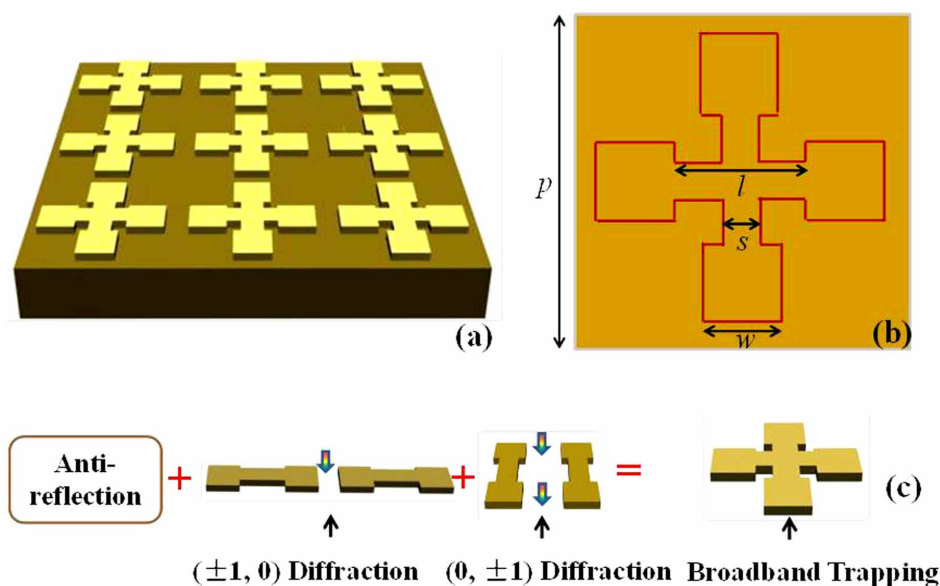 (a)
p
l
s
w
(b)
Anti-
reflection
+
+
=
(c)
(±1, 0) Diffraction
(0, ±1) Diffraction
Broadband Trapping